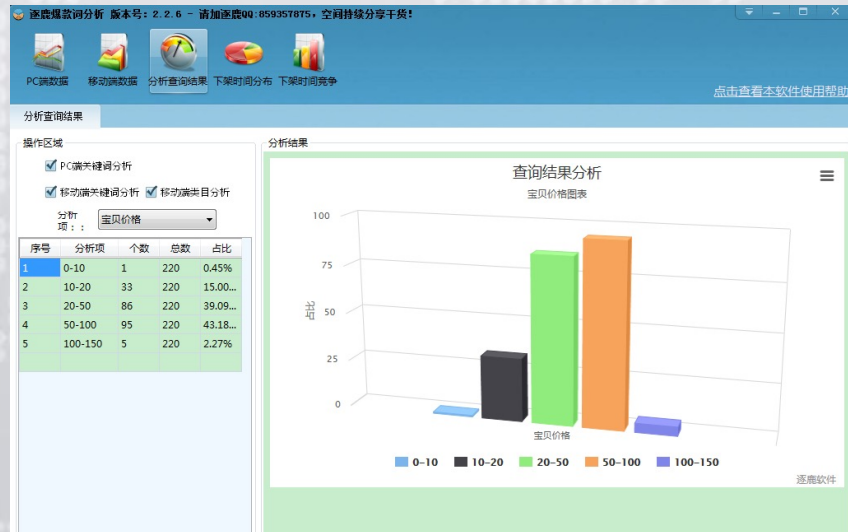 逐鹿爆款词分析 版本号: 2.2.6 - 请加逐鹿QQ:859357875, 空间持续分享干货!
PC端数据 移动端数据 分析查询结果 下架时间分布 下架时间竞争
点击查看本软件使用帮助
分析查询结果
操作区域
PC端关键词分析
移动端关键词分析 移动端类目分析
分析项:: 宝贝价格
序号 分析项 个数 总数 占比
1 0-10 1 220 0.45%
2 10-20 33 220 15.00...
3 20-50 86 220 39.09...
4 50-100 95 220 43.18...
5 100-150 5 220 2.27%
分析结果
查询结果分析
宝贝价格图表
100
75
50
25
0
占比
宝贝价格
0-10 10-20 20-50 50-100 100-150
逐鹿软件